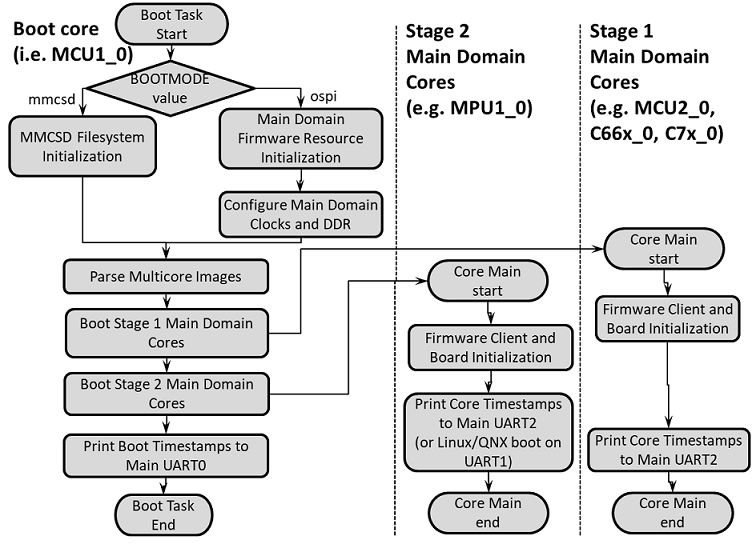 Boot core
(i.e. MCU1_0)
Boot Task
Start
BOOTMODE
value
mmcsd
ospi
MMCSD Filesystem
Initialization
Main Domain
Firmware Resource
Initialization
Configure Main Domain
Clocks and DDR
Parse Multicore Images
Boot Stage 1 Main Domain
Cores
Boot Stage 2 Main Domain
Cores
Print Boot Timestamps to
Main UART0
Boot Task
End
Stage 2
Main Domain
Cores
(e.g. MPU1_0)
Core Main
start
Firmware Client and
Board Initialization
Print Core Timestamps
to Main UART2
(or Linux/QNX boot on
UART1)
Core Main
end
Stage 1
Main Domain
Cores
(e.g. MCU2_0,
C66x_0, C7x_0)
Core Main
start
Firmware Client and
Board Initialization
Print Core Timestamps
to Main UART2
Core Main
end